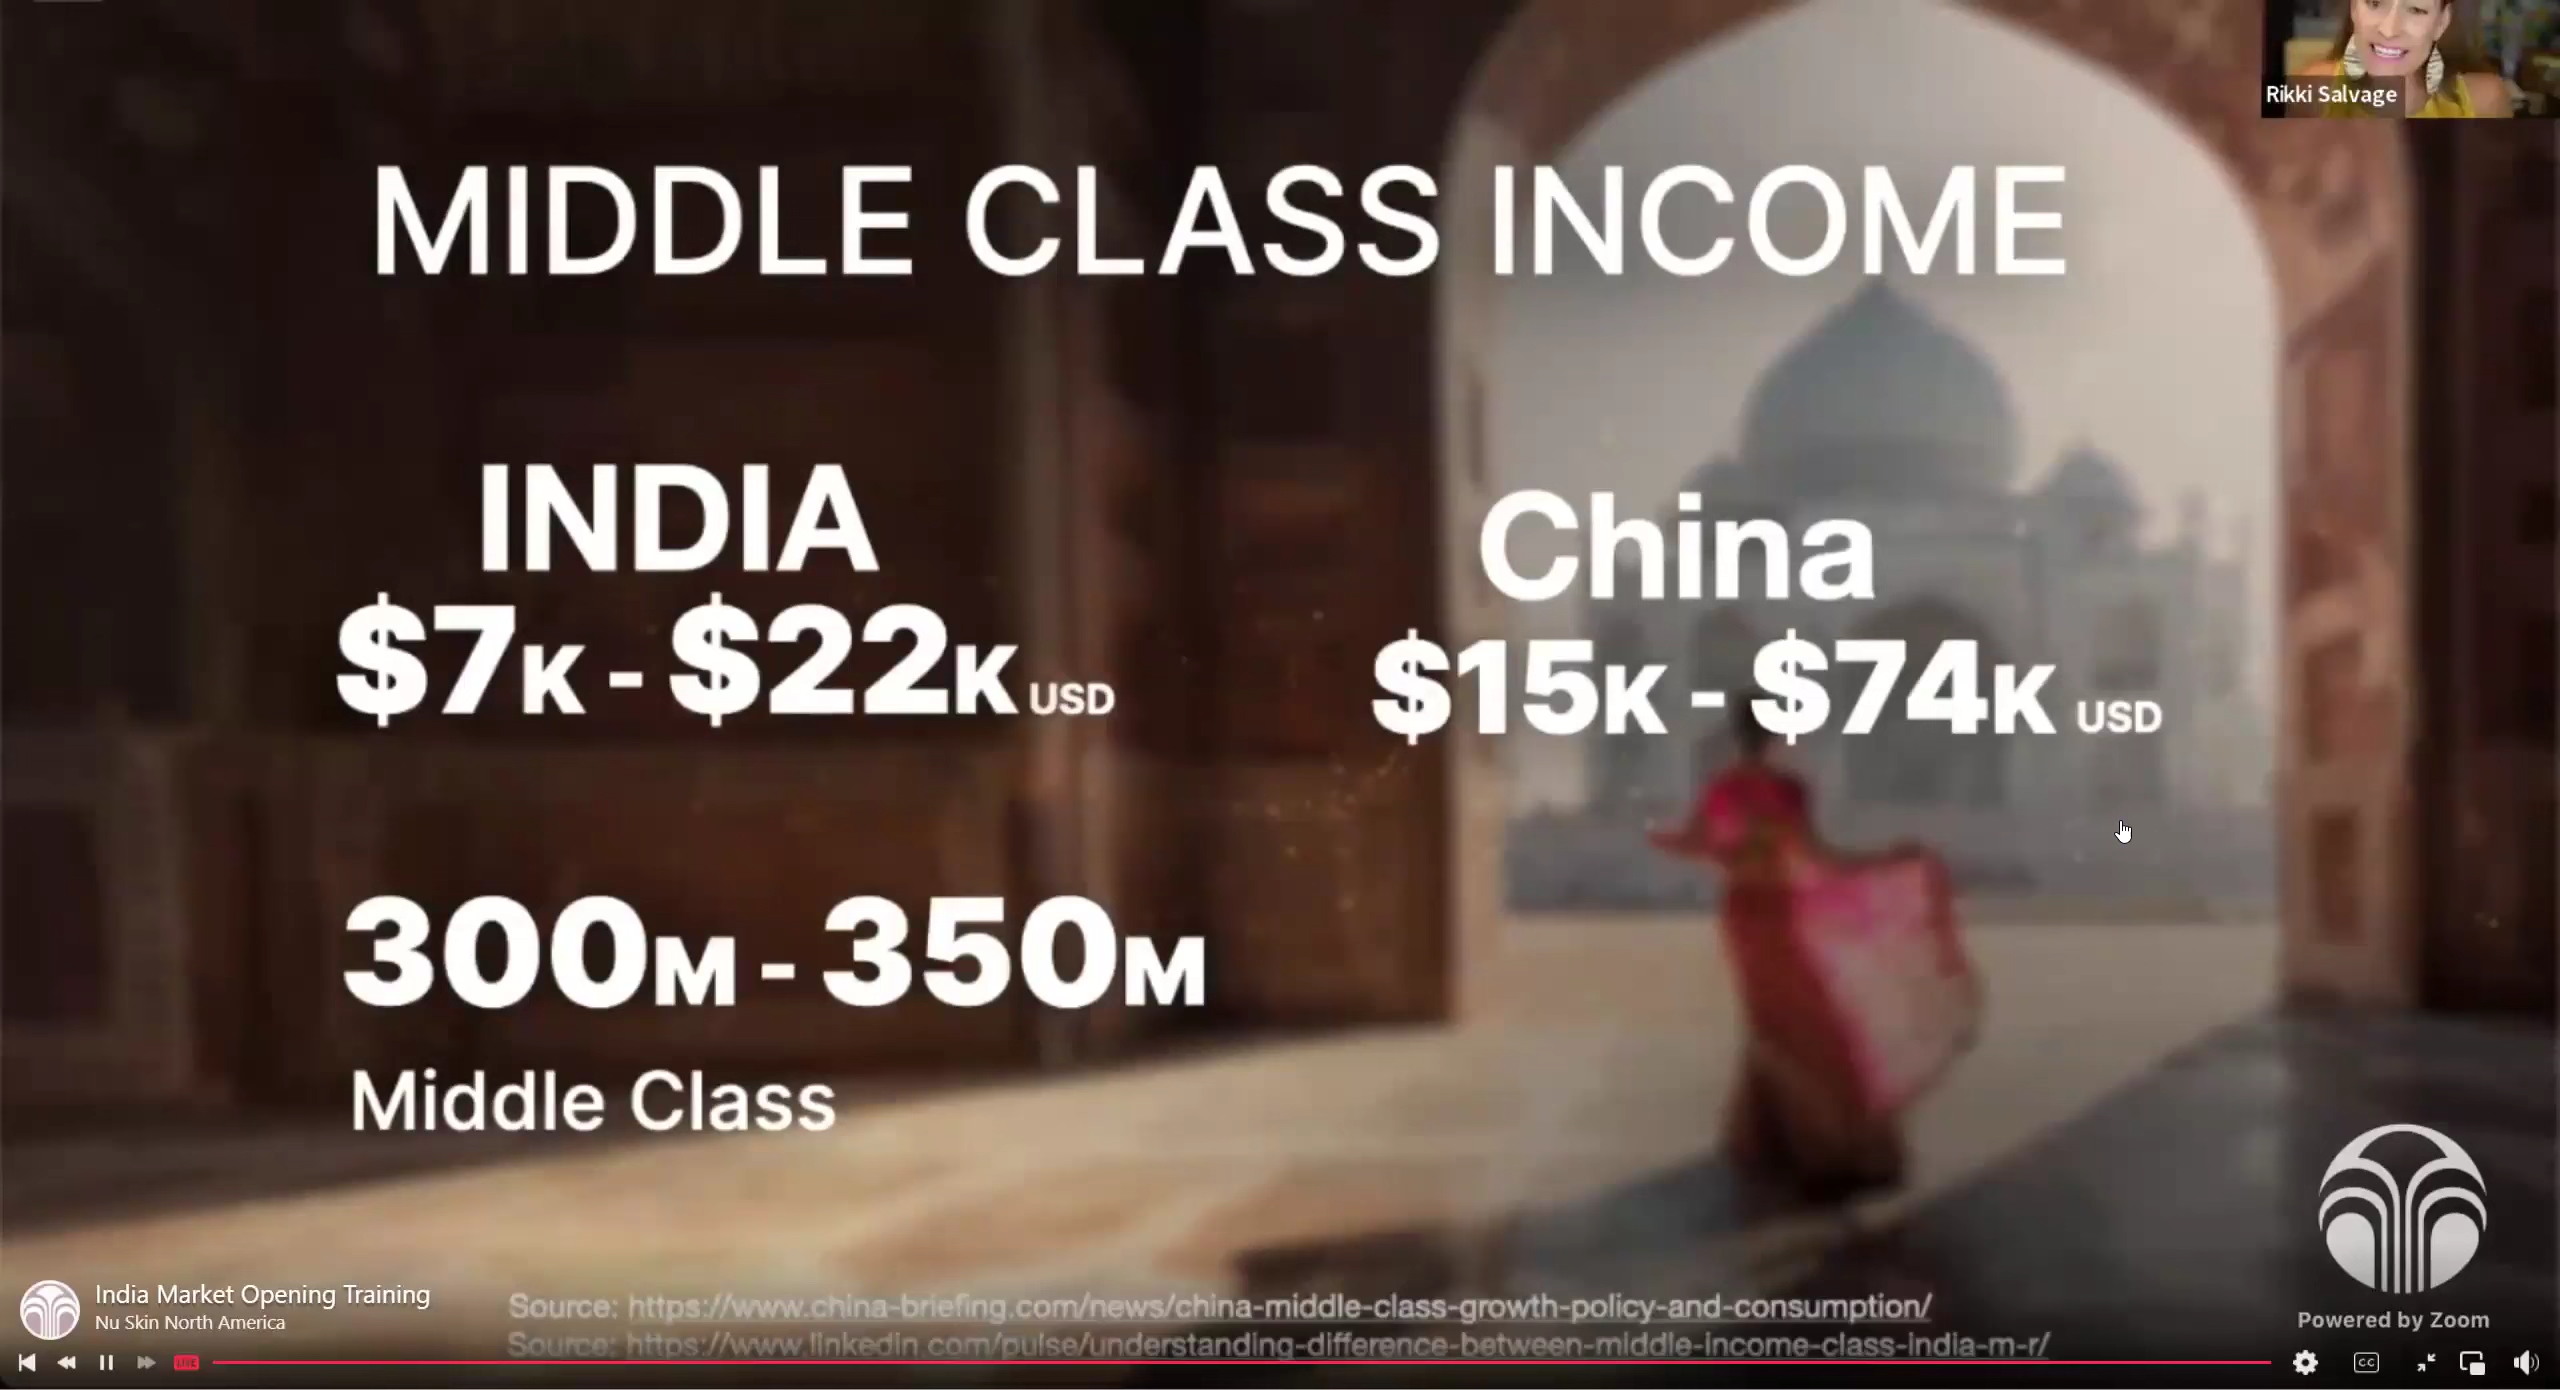 Rikki Salvage
MIDDLE CLASS INCOME
INDIA
$7K - $22K USD
China
$15K - $74K USD
300M - 350M
Middle Class
India Market Opening Training
Nu Skin North America
Source: https://www.china-briefing.com/news/china-middle-class-growth-policy-and-consumption/
Source: https://www.linkedin.com/pulse/understanding-difference-between-middle-income-class-india-m-r/
Powered by Zoom
LIVE
CC